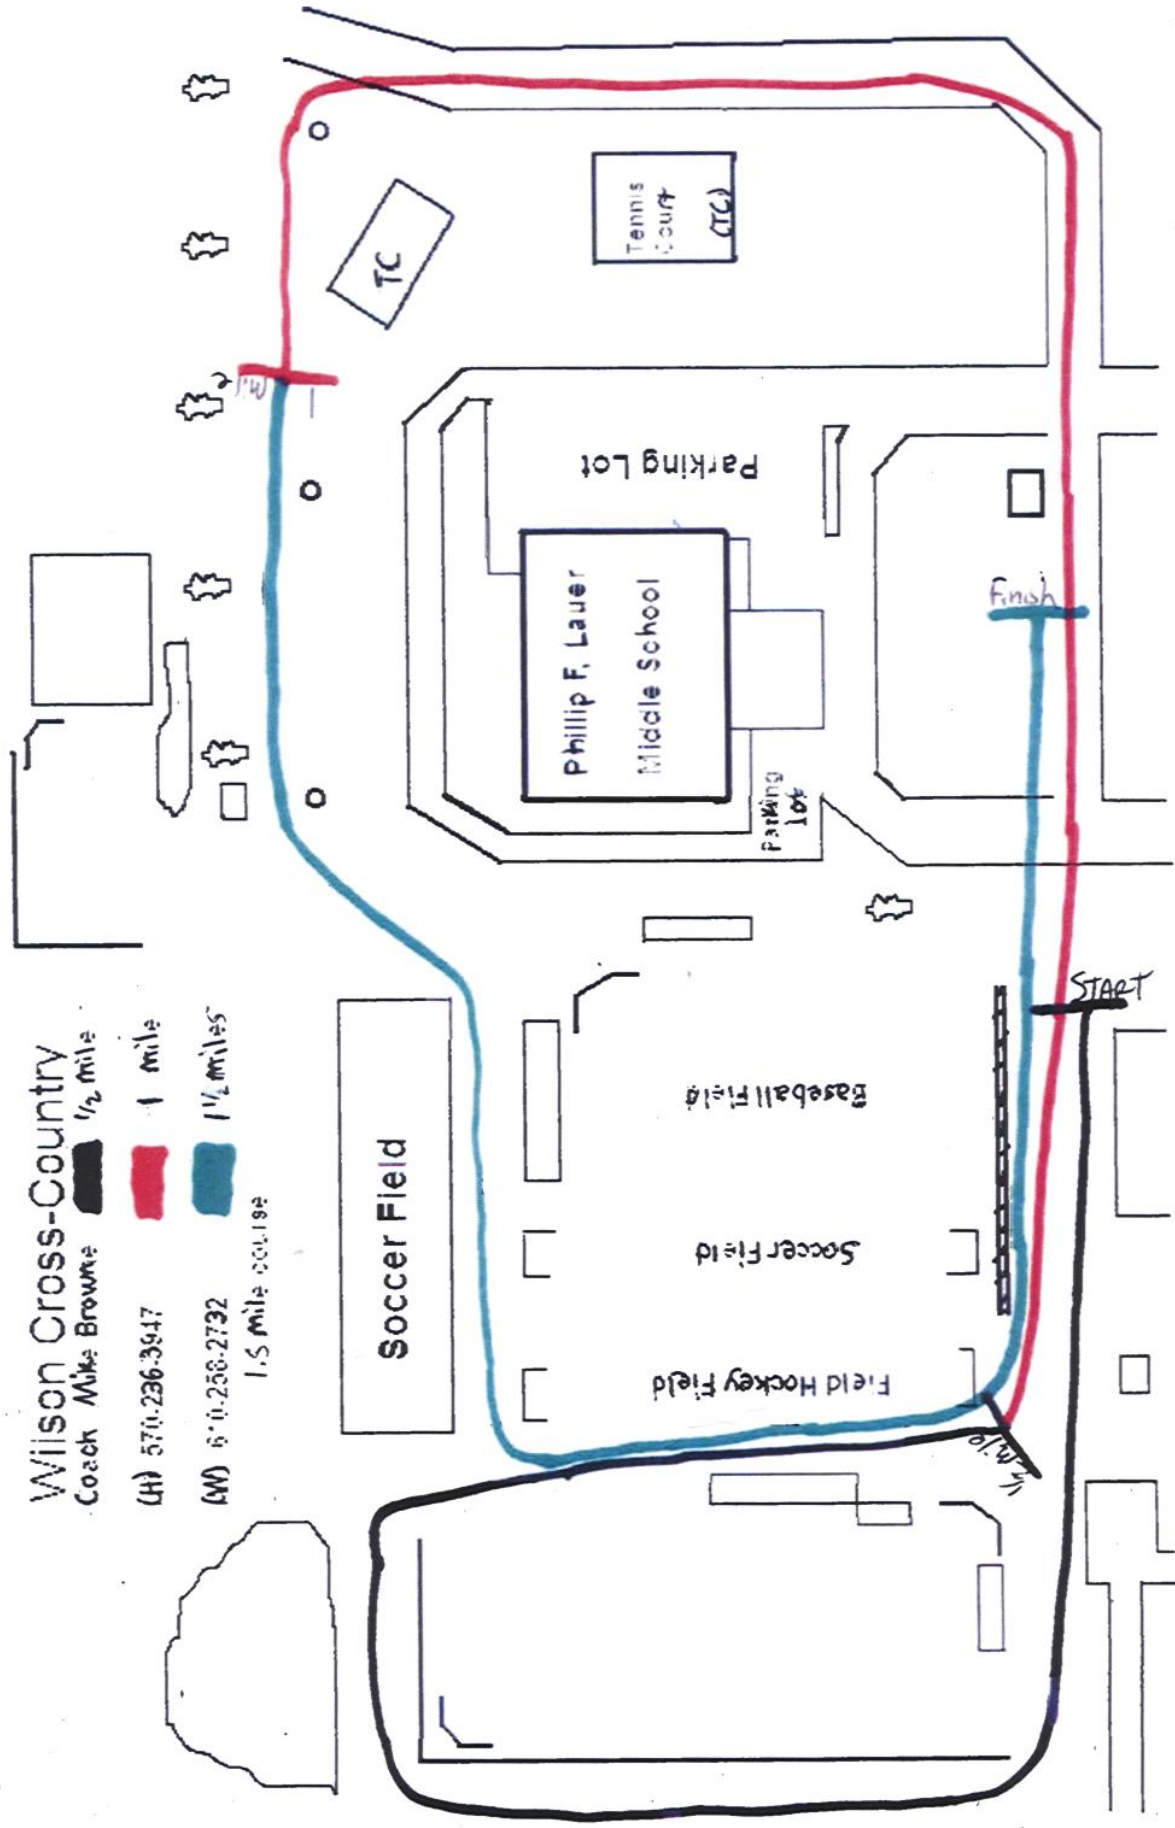 Wilson Cross-Country
Coach Mike Browne
1/2 mile
(H) 570-236-3947
1 mile
(W)
1 1/2 miles
1.5 mile course
Soccer Field
TC
Tennis
Court
(TC)
Mile
1
Parking Lot
Phillip F. Lauer
Middle School
Parking
Lot
Finish
START
Baseball Field
Soccer Field
Field Hockey Field
1/2 mile